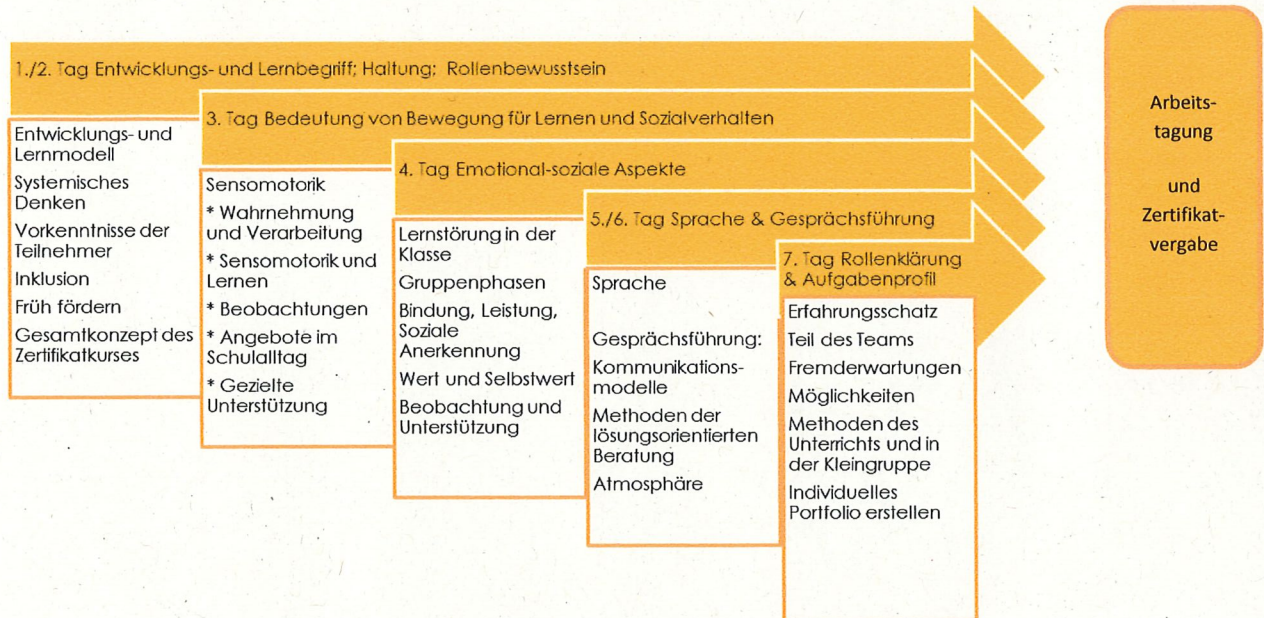 1./2. Tag Entwicklungs- und Lernbegriff; Haltung; Rollenbewusstsein
Entwicklungs- und
Lernmodell
Systemisches
Denken
Vorkenntnisse der
Teilnehmer
Inklusion
Früh fördern
Gesamtkonzept des
Zertifikatkurses
3. Tag Bedeutung von Bewegung für Lernen und Sozialverhalten
Sensomotorik
* Wahrnehmung
und Verarbeitung
* Sensomotorik und
Lernen
* Beobachtungen
* Angebote im
Schulalltag
* Gezielte
Unterstützung
4. Tag Emotional-soziale Aspekte
Lernstörung in der
Klasse
Gruppenphasen
Bindung, Leistung,
Soziale
Anerkennung
Wert und Selbstwert
Beobachtung und
Unterstützung
5./6. Tag Sprache & Gesprächsführung
Sprache
Gesprächsführung:
Kommunikations-
modelle
Methoden der
lösungsorientierten
Beratung
Atmosphäre
7. Tag Rollenklärung
& Aufgabenprofil
Erfahrungsschatz
Teil des Teams
Fremderwartungen
Möglichkeiten
Methoden des
Unterrichts und in
der Kleingruppe
Individuelles
Portfolio erstellen
Arbeits-
tagung
und
Zertifikat-
vergabe